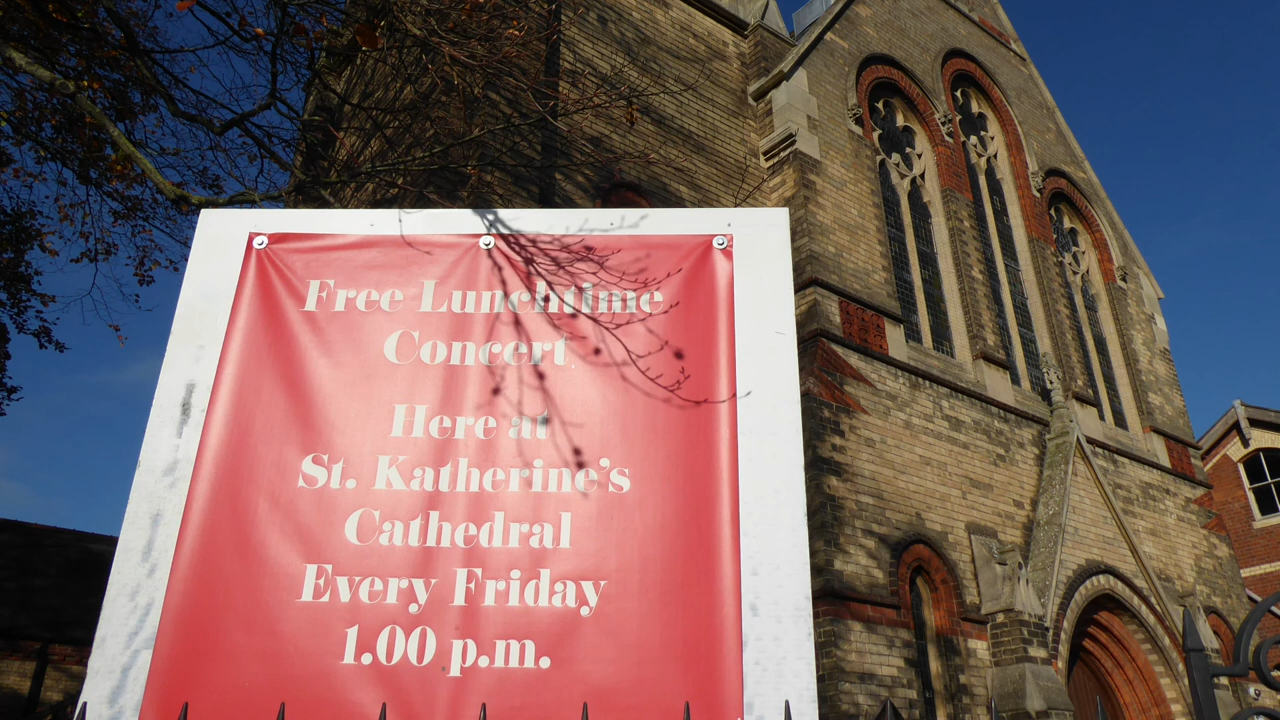 Free Lunchtime
Concert
Here at
St. Katherine's
Cathedral
Every Friday
1.00 p.m.